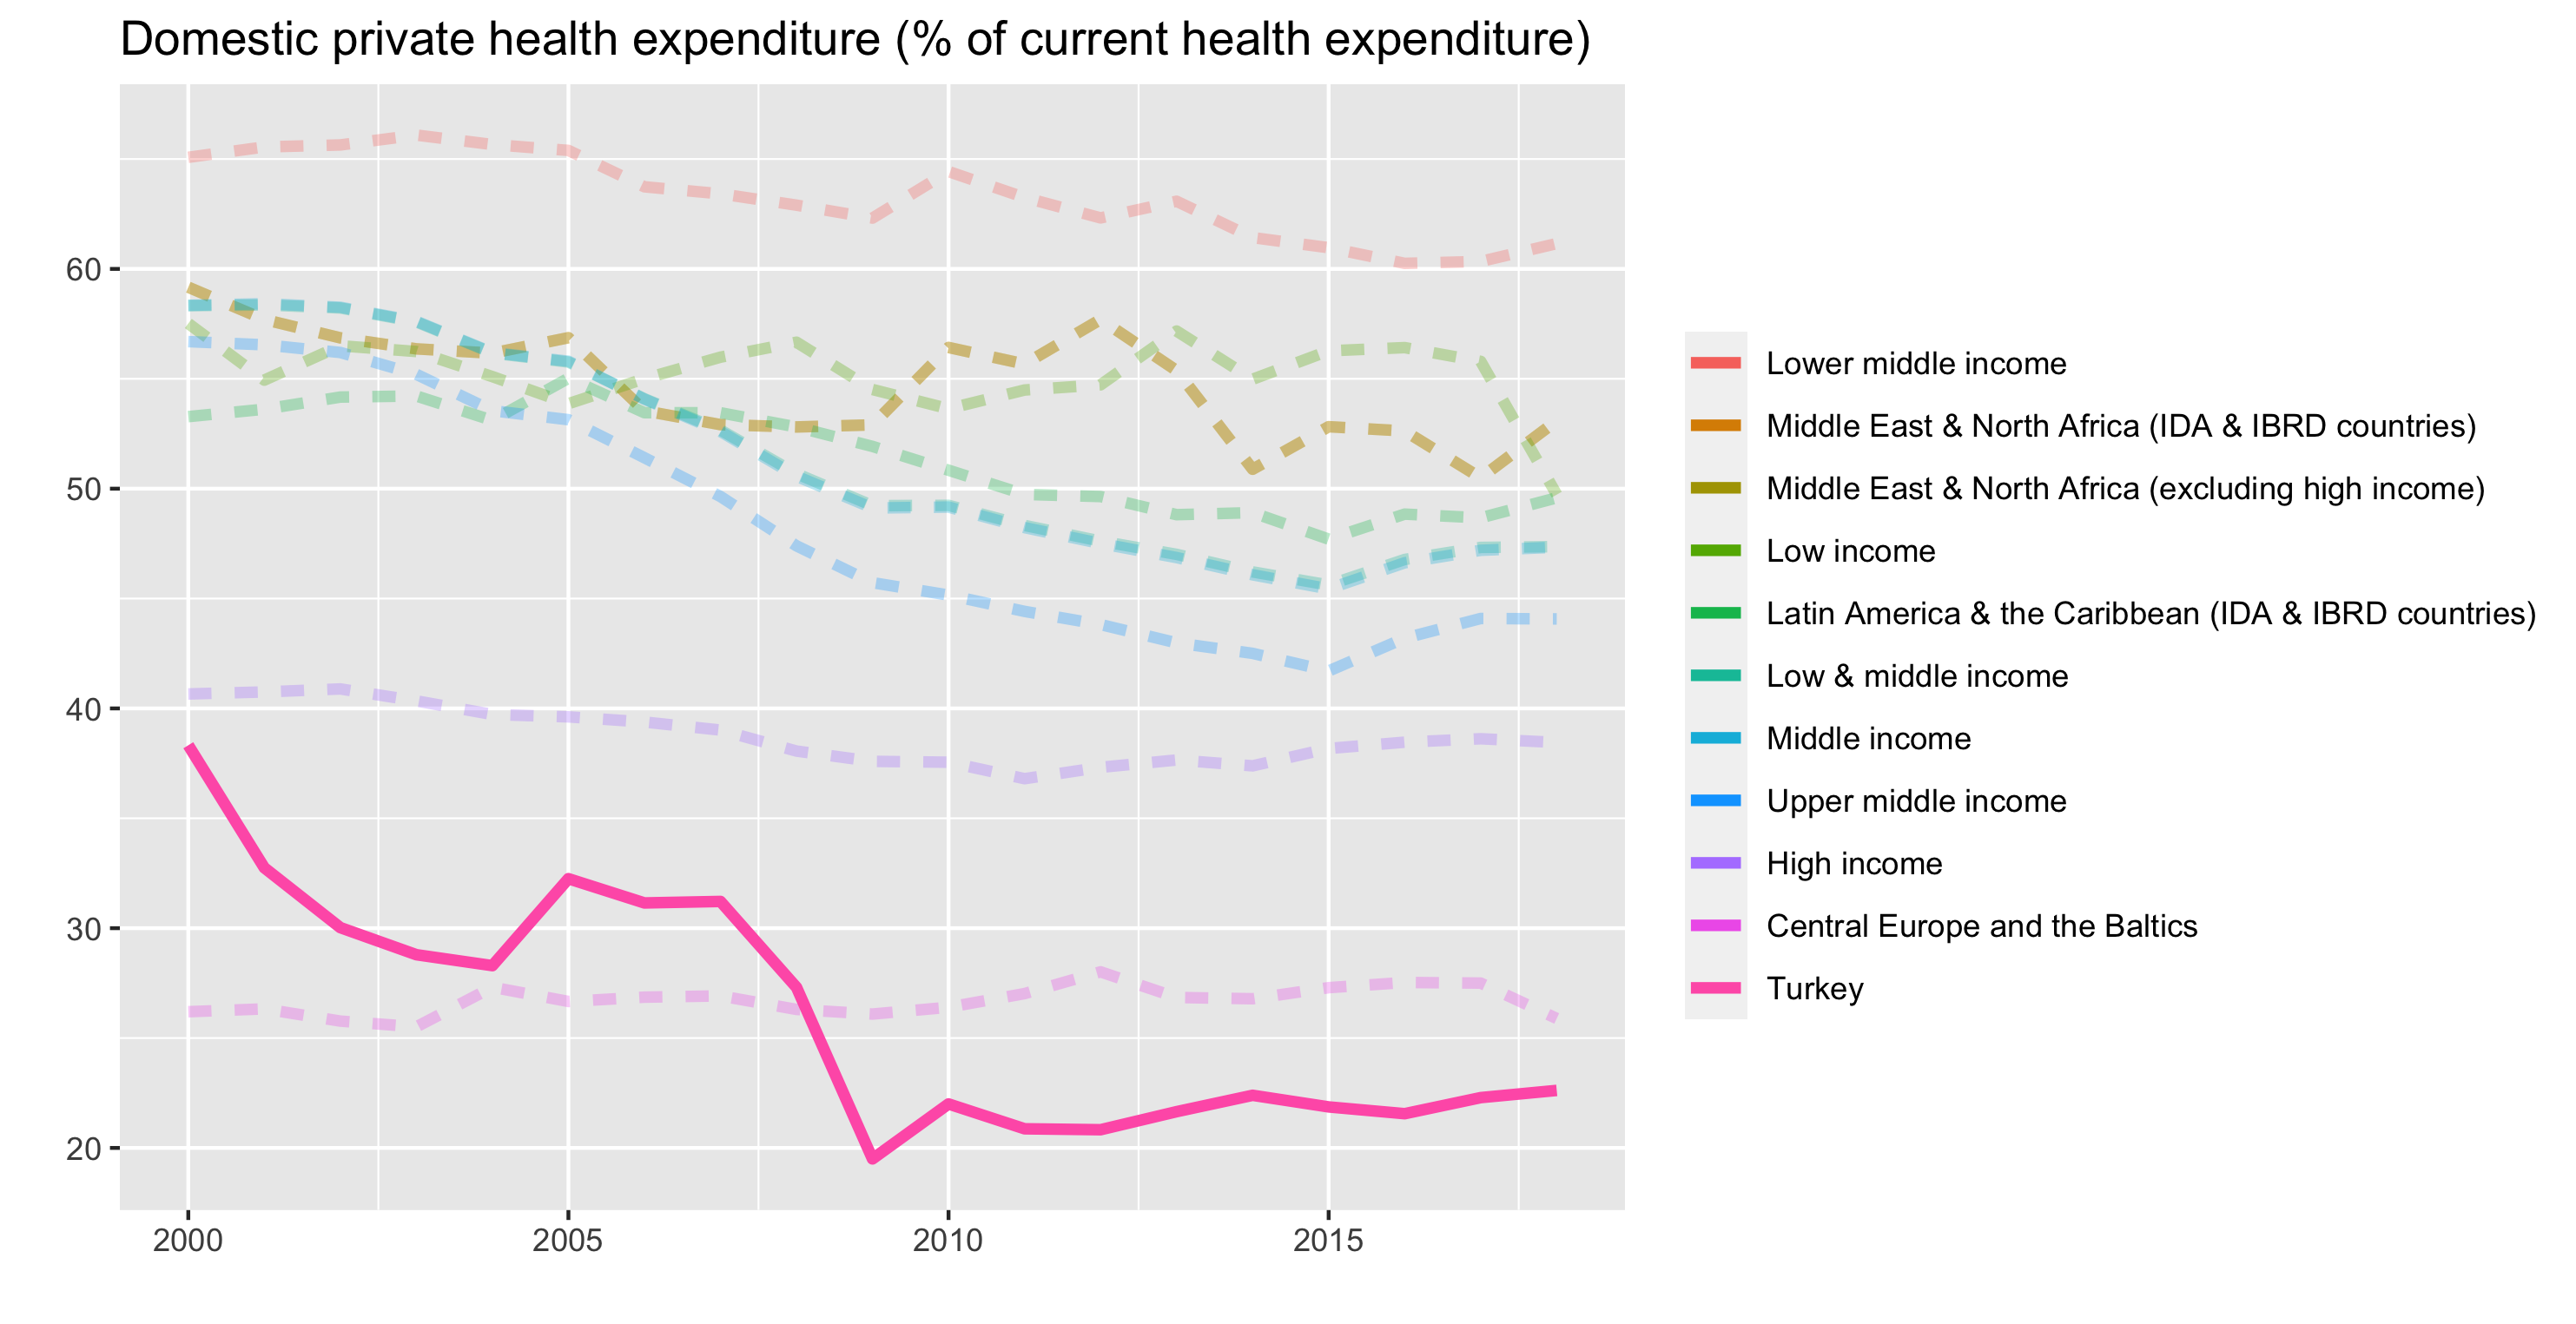 Domestic private health expenditure (% of current health expenditure)
60
50
40
30
20
2000 2005 2010 2015
Lower middle income
Middle East & North Africa (IDA & IBRD countries)
Middle East & North Africa (excluding high income)
Low income
Latin America & the Caribbean (IDA & IBRD countries)
Low & middle income
Middle income
Upper middle income
High income
Central Europe and the Baltics
Turkey